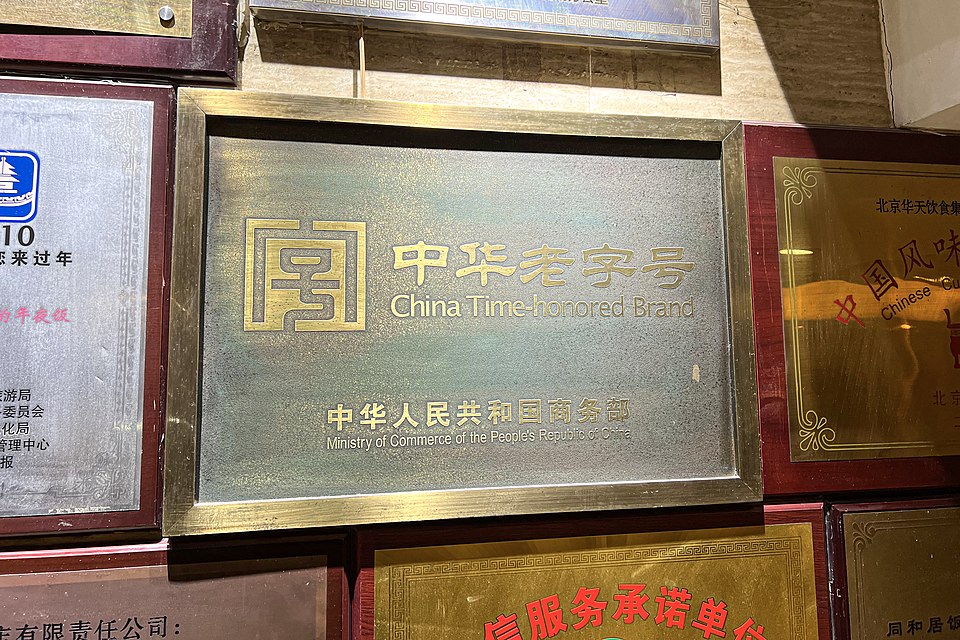 10
您来过年
的年夜饭
旅游局
委员会
化局
管理中心
报
中华老字号
China Time-honored Brand
中华人民共和国商务部
Ministry of Commerce of the People's Republic of China
北京华天饮食集
中国风味
Chinese Cu
北京
有限责任公司：
信服务承诺单位
同和居饭